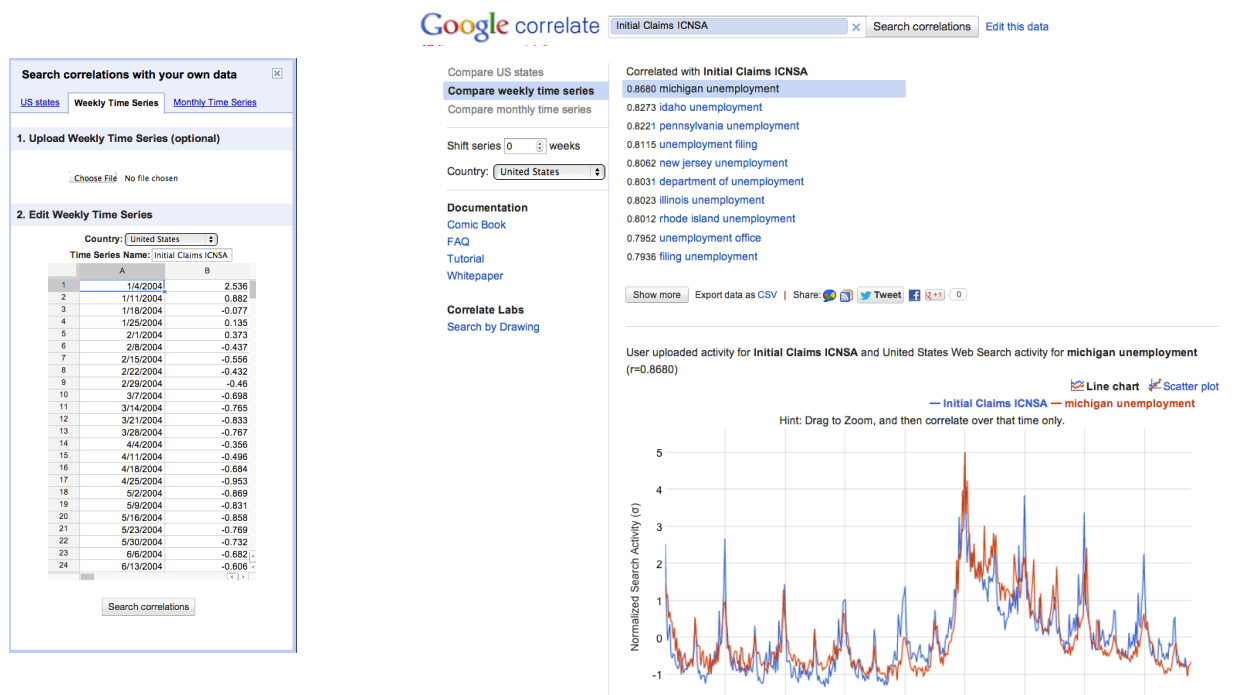 Search correlations with your own data
US states Weekly Time Series Monthly Time Series
1. Upload Weekly Time Series (optional)
Choose File No file chosen
2. Edit Weekly Time Series
Country: United States
Time Series Name: Initial Claims ICNSA
A B
1 1/4/2004 2.536
2 1/11/2004 0.882
3 1/18/2004 -0.077
4 1/25/2004 0.135
5 2/1/2004 0.373
6 2/8/2004 -0.437
7 2/15/2004 -0.556
8 2/22/2004 -0.432
9 2/29/2004 -0.46
10 3/7/2004 -0.698
11 3/14/2004 -0.765
12 3/21/2004 -0.833
13 3/28/2004 -0.767
14 4/4/2004 -0.356
15 4/11/2004 -0.496
16 4/18/2004 -0.684
17 4/25/2004 -0.953
18 5/2/2004 -0.869
19 5/9/2004 -0.831
20 5/16/2004 -0.858
21 5/23/2004 -0.769
22 5/30/2004 -0.732
23 6/6/2004 -0.682
24 6/13/2004 -0.606
Search correlations
Google correlate Initial Claims ICNSA Search correlations Edit this data
Compare US states
Compare weekly time series
Compare monthly time series
Shift series 0 weeks
Country: United States
Documentation
Comic Book
FAQ
Tutorial
Whitepaper
Correlate Labs
Search by Drawing
Correlated with Initial Claims ICNSA
0.8680 michigan unemployment
0.8273 idaho unemployment
0.8221 pennsylvania unemployment
0.8115 unemployment filing
0.8062 new jersey unemployment
0.8031 department of unemployment
0.8023 illinois unemployment
0.8012 rhode island unemployment
0.7952 unemployment office
0.7936 filing unemployment
Show more Export data as CSV | Share: Tweet +1 0
User uploaded activity for Initial Claims ICNSA and United States Web Search activity for michigan unemployment
(r=0.8680)
Line chart Scatter plot
Initial Claims ICNSA michigan unemployment
Hint: Drag to Zoom, and then correlate over that time only.
Normalized Search Activity (σ)
5
4
3
2
1
0
-1